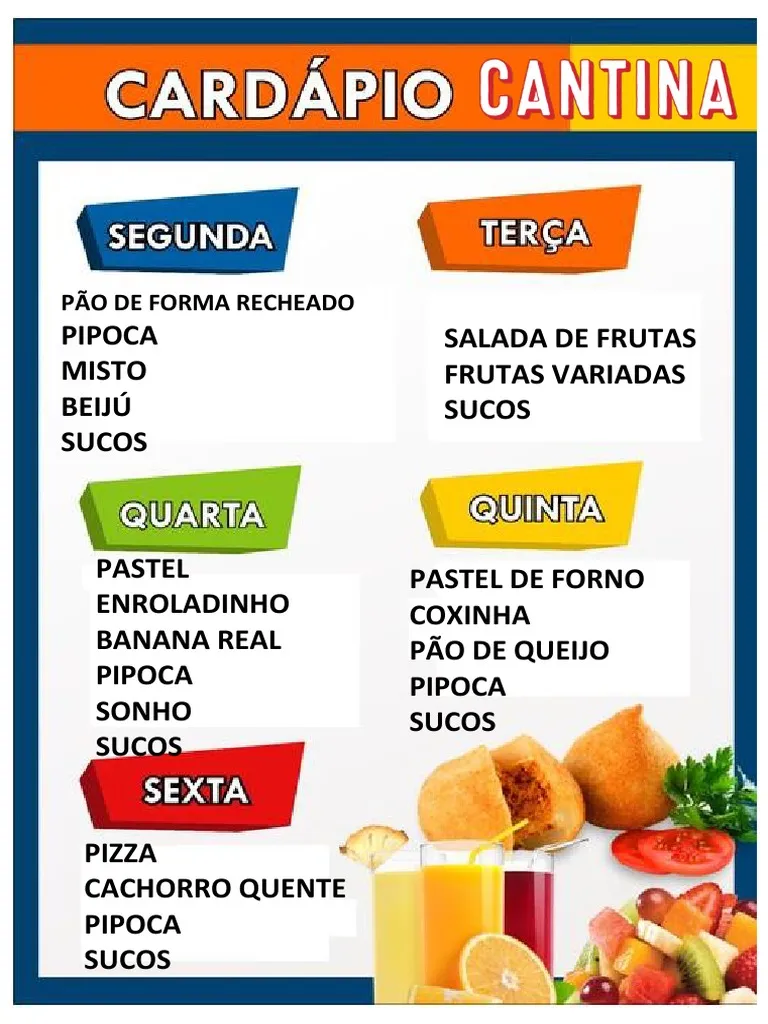 CARDÁPIO CANTINA
SEGUNDA
PÃO DE FORMA RECHEADO
PIPOCA
MISTO
BEIJÚ
SUCOS
TERÇA
SALADA DE FRUTAS
FRUTAS VARIADAS
SUCOS
QUARTA
PASTEL
ENROLADINHO
BANANA REAL
PIPOCA
SONHO
SUCOS
QUINTA
PASTEL DE FORNO
COXINHA
PÃO DE QUEIJO
PIPOCA
SUCOS
SEXTA
PIZZA
CACHORRO QUENTE
PIPOCA
SUCOS